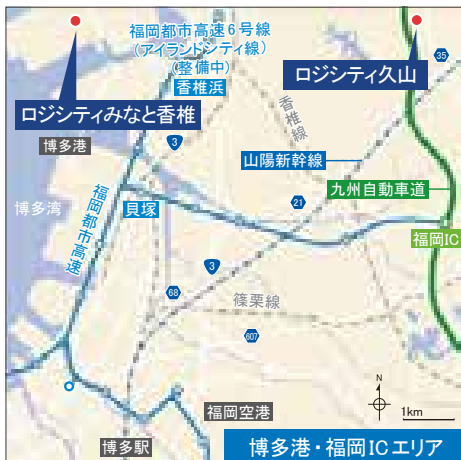 福岡都市高速6号線
(アイランドシティ線)
(整備中)
香椎浜
ロジシティみなと香椎
ロジシティ久山
35
香椎線
博多港
3
山陽新幹線
九州自動車道
福岡都市高速
博多湾
貝塚
21
福岡IC
3
68
篠栗線
607
N
1km
福岡空港
博多駅
博多港・福岡ICエリア